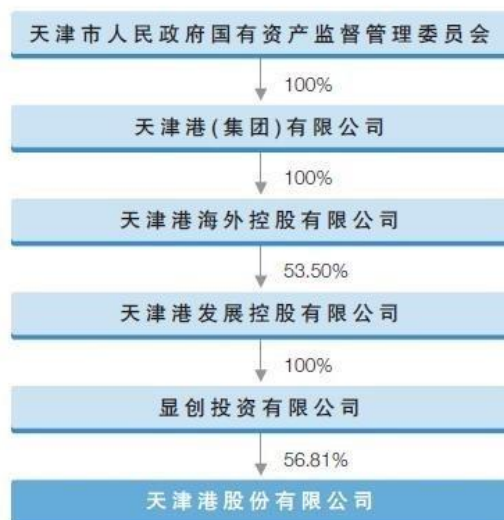 天津市人民政府国有资产监督管理委员会
100%
天津港(集团)有限公司
100%
天津港海外控股有限公司
53.50%
天津港发展控股有限公司
100%
显创投资有限公司
56.81%
天津港股份有限公司